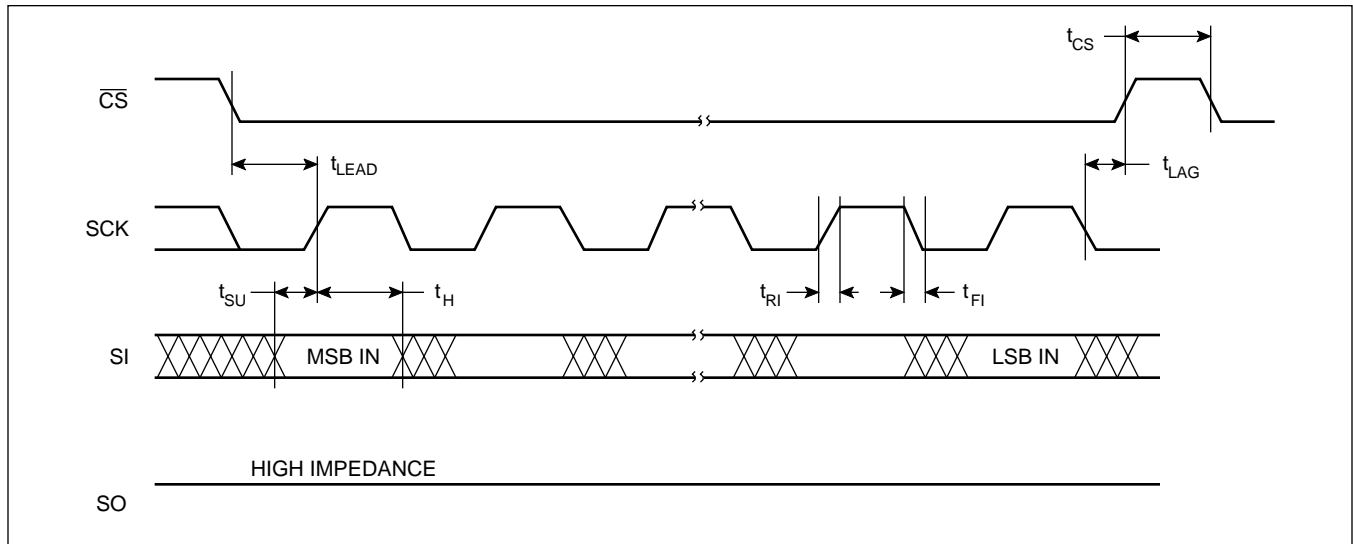 tCS
CS
tLEAD
tLAG
SCK
tSU
tH
tRI
tFI
SI
MSB IN
LSB IN
HIGH IMPEDANCE
SO